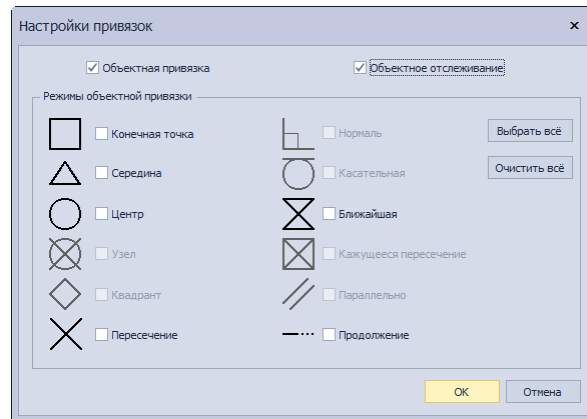 Настройки привязок
Объектная привязка
Объектное отслеживание
Режимы объектной привязки
Конечная точка
Нормаль
Выбрать всё
Середина
Касательная
Очистить всё
Центр
Ближайшая
Узел
Кажущееся пересечение
Квадрант
Параллельно
Пересечение
Продолжение
ОК
Отмена